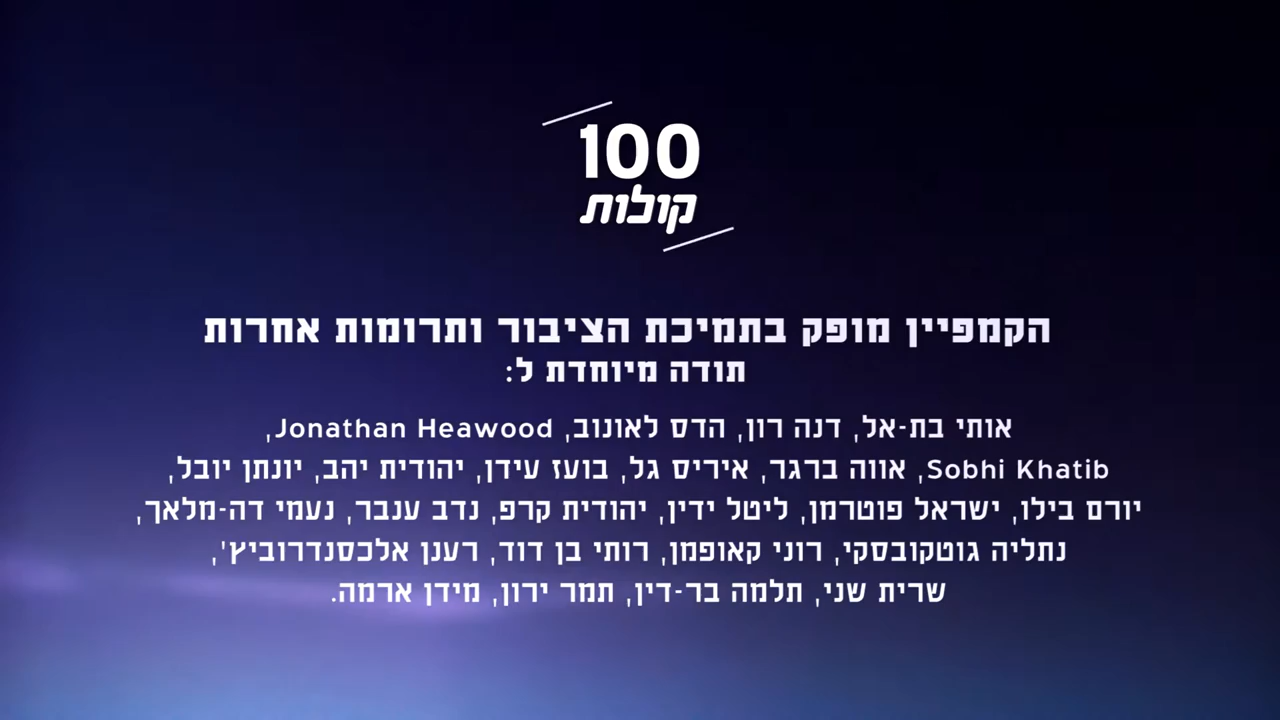 100
קולות
הקמפיין מופק בתמיכת הציבור ותרומות אחרות
תודה מיוחדת ל:
אותי בת-אל, דנה רון, הדס לאונוב, Jonathan Heawood,
Sobhi Khatib, אווה ברגר, איריס גל, בועז עידן, יהודית יהב, יונתן יובל,
יורם בילו, ישראל פוטרמן, ליטל ידין, יהודית קרפ, נדב ענבר, נעמי דה-מלאך,
נתליה גוטקובסקי, רוני קאופמן, רותי בן דוד, רענן אלכסנדרוביץ',
שרית שני, תלמה בר-דין, תמר ירון, מידן ארמה.